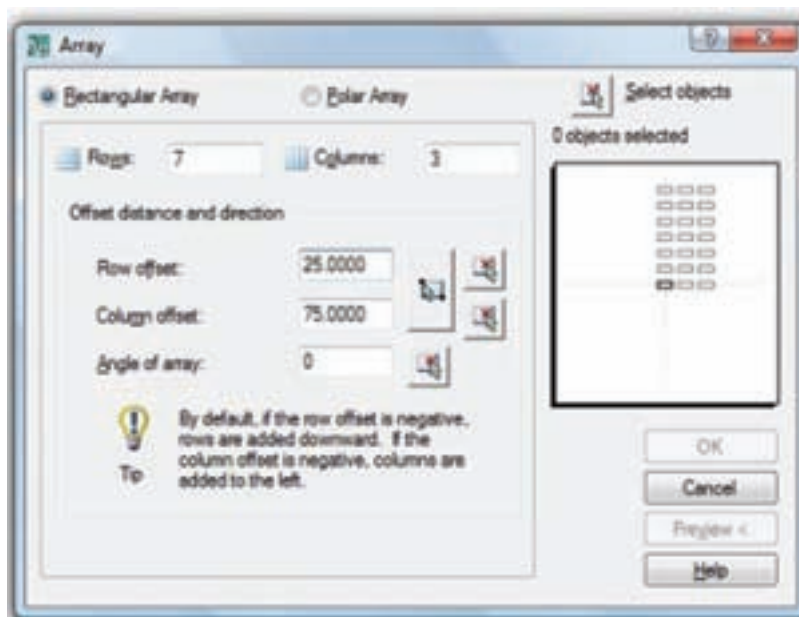 Array
Rectangular Array
Polar Array
Select objects
0 objects selected
Rows: 7
Columns: 3
Offset distance and direction
Row offset: 25.0000
Column offset: 75.0000
Angle of array: 0
By default, if the row offset is negative,
rows are added downward. If the
column offset is negative, columns are
added to the left.
Tip
OK
Cancel
Preview <
Help